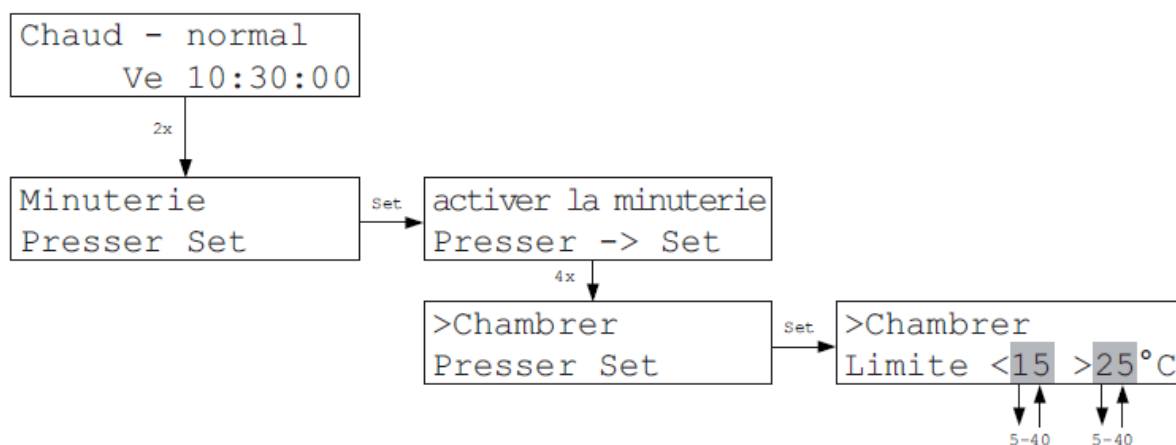 Chaud - normal
Ve 10:30:00
2x
Minuterie
Presser Set
Set
activer la minuterie
Presser -> Set
4x
>Chambrer
Presser Set
Set
>Chambrer
Limite <15 >25°C
5-40 5-40